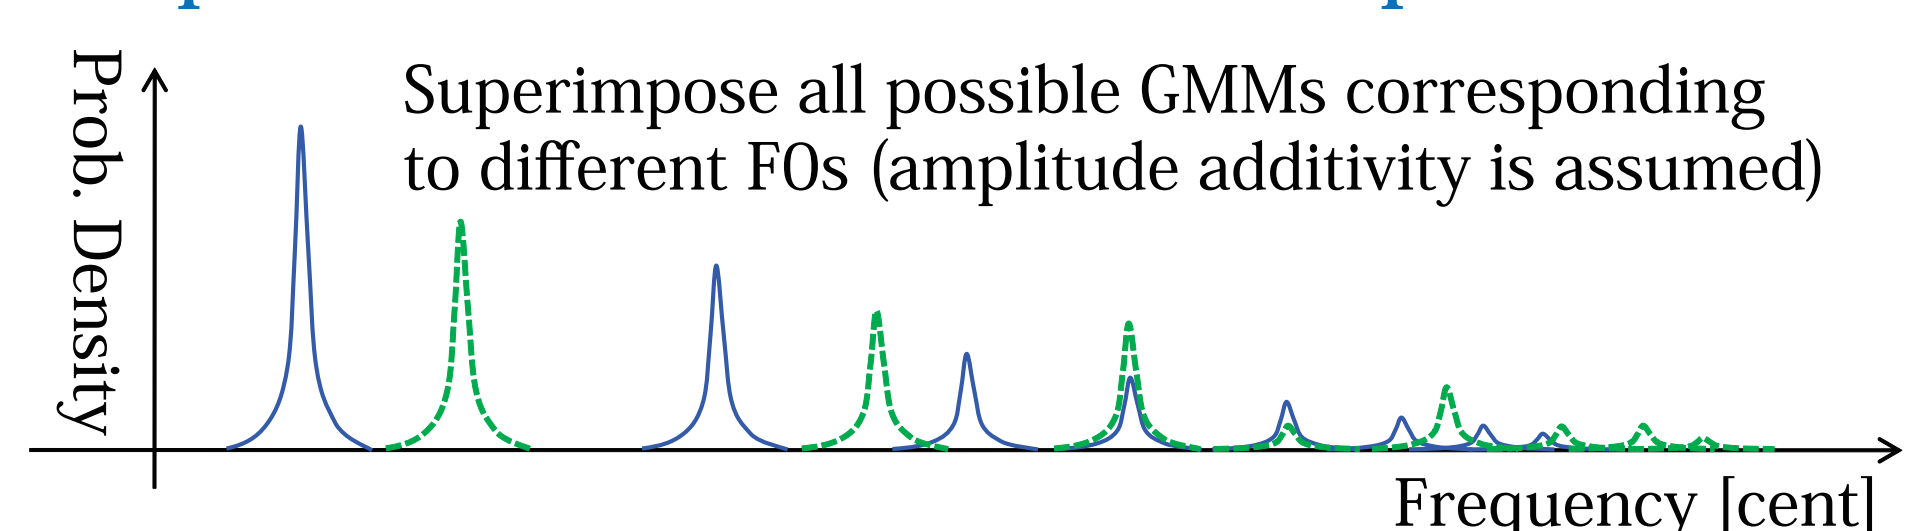 Superimpose all possible GMMs corresponding
to different F0s (amplitude additivity is assumed)
Prob. Density
Frequency [cent]